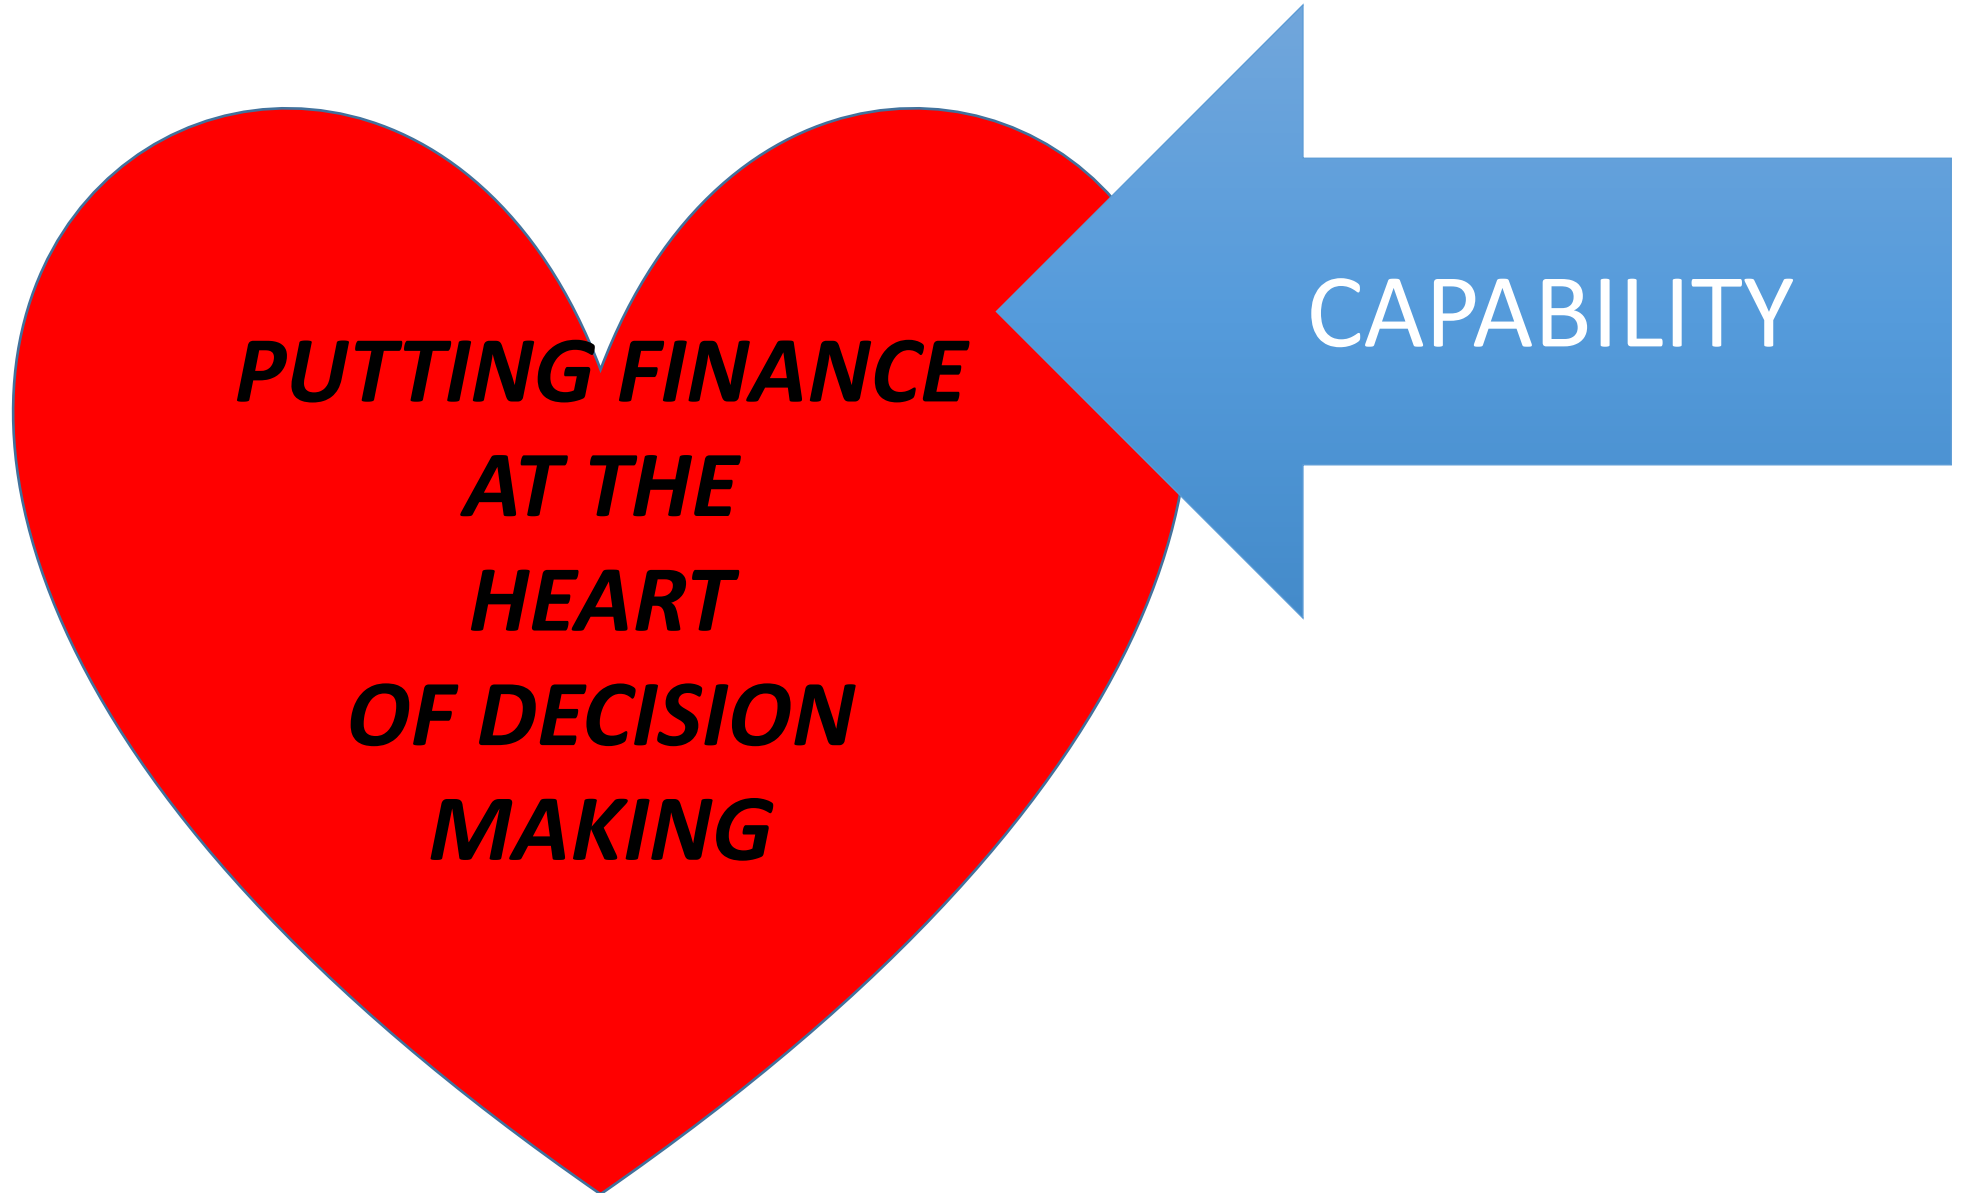 PUTTING FINANCE
AT THE
HEART
OF DECISION
MAKING
CAPABILITY